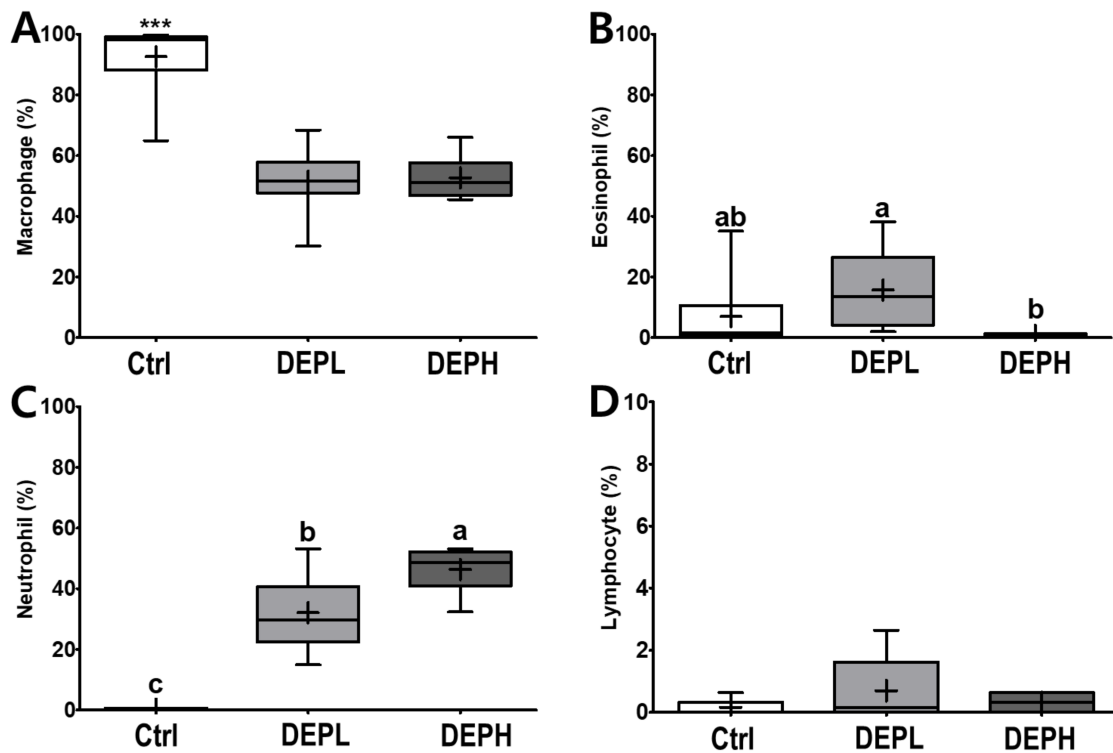 A
Macrophage (%)
100
80
60
40
20
0
***
Ctrl
DEPL
DEPH
B
Eosinophil (%)
100
80
60
40
20
0
ab
a
b
Ctrl
DEPL
DEPH
C
Neutrophil (%)
100
80
60
40
20
0
c
b
a
Ctrl
DEPL
DEPH
D
Lymphocyte (%)
10
8
6
4
2
0
Ctrl
DEPL
DEPH